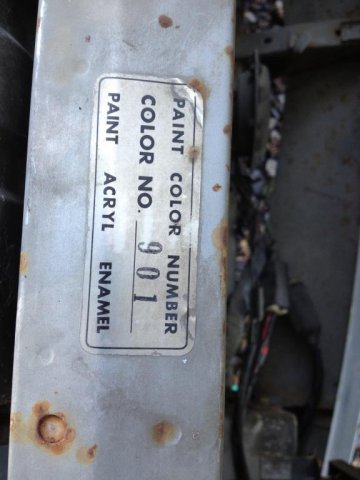 PAINT COLOR NUMBER
COLOR NO. 901
PAINT ACRYL ENAMEL